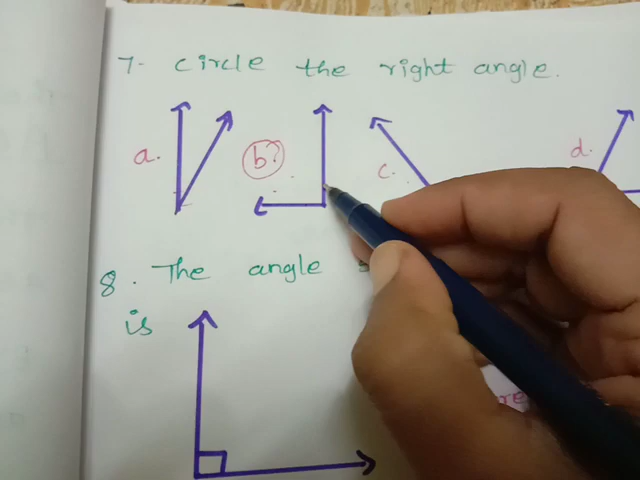 7- circle the right angle.
a. b? c. d.
8. The angle
is